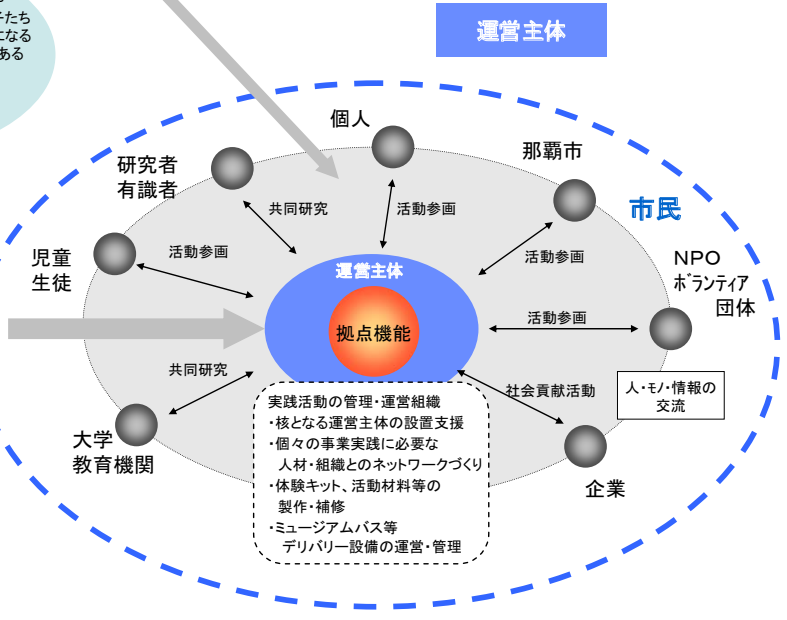 子たち
になる
ある
運営主体
個人
那覇市
研究者
有識者
市民
共同研究
活動参画
児童
生徒
活動参画
活動参画
NPO
ボランティア
団体
運営主体
拠点機能
活動参画
共同研究
社会貢献活動
人・モノ・情報の
交流
実践活動の管理・運営組織
・核となる運営主体の設置支援
・個々の事業実践に必要な
人材・組織とのネットワークづくり
・体験キット、活動材料等の
製作・補修
・ミュージアムバス等
デリバリー設備の運営・管理
大学
教育機関
企業